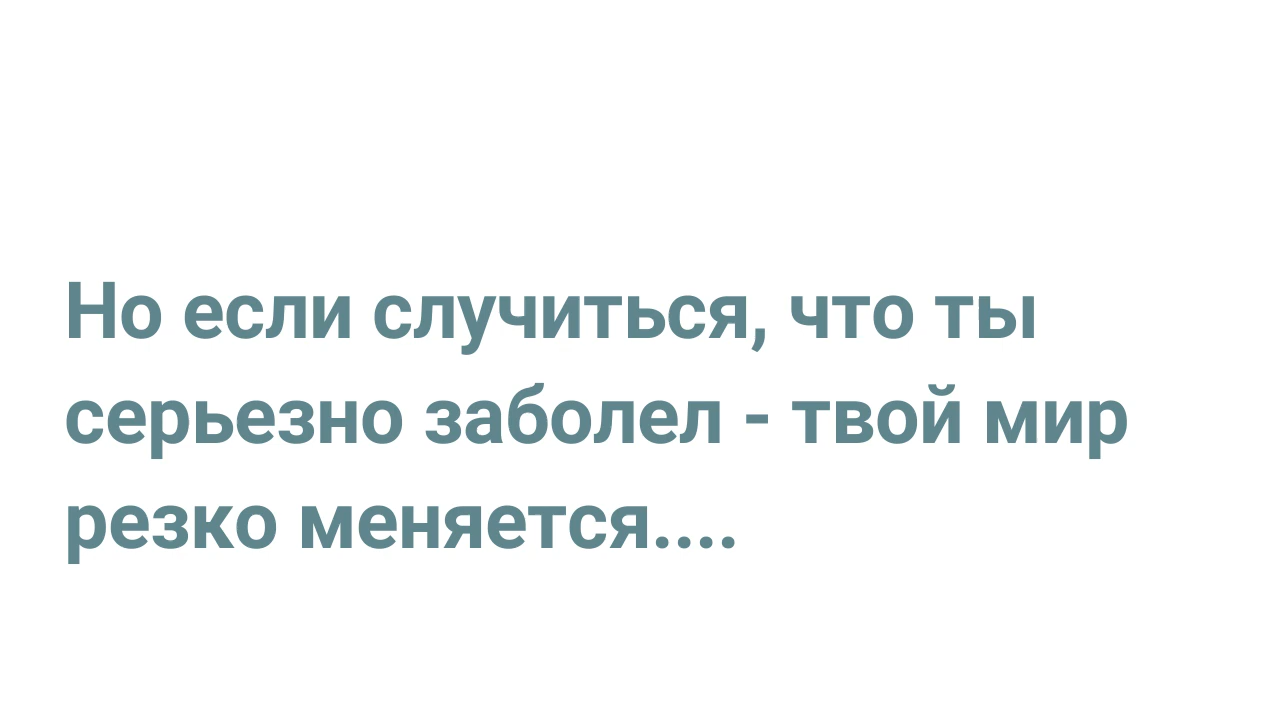 Но если случиться, что ты
серьезно заболел - твой мир
резко меняется....